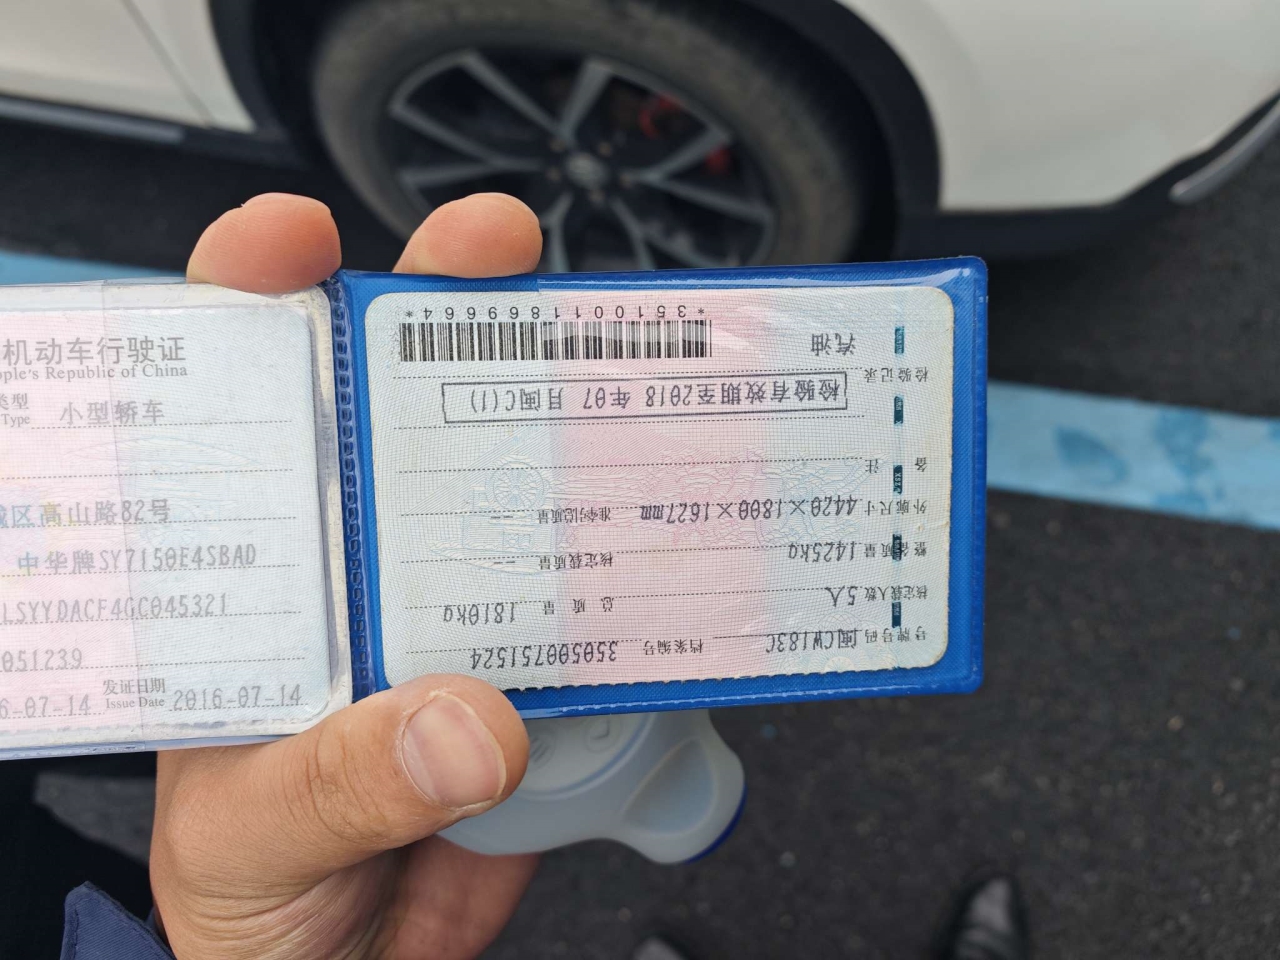 机动车行驶证
ople's Republic of China
类型
Type 小型轿车
城区高山路82号
中华牌SY7150E4SBAD
LSYYDACF4GC045321
051239
6-07-14 发证日期 Issue Date 2016-07-14
号牌号码 闽CW183C 档案编号 350500751524
核定载人数 5人 总质量 1810kg
整备质量 1425kg 核定载质量 --
外廓尺寸 4420×1800×1627mm 准牵引总质量 --
备注
检验有效期至2018年07月闽C(1)
检验记录
汽油
*3510011869664*